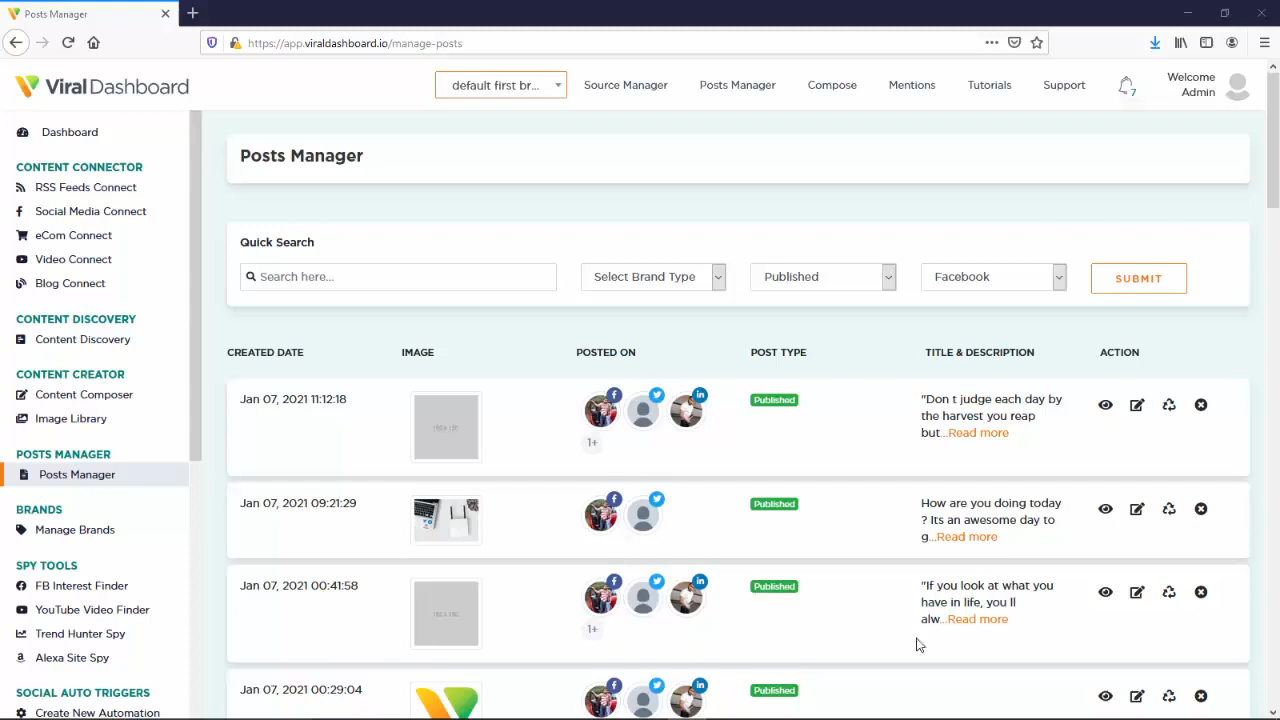 Posts Manager
https://app.viraldashboard.io/manage-posts
Viral Dashboard
default first br...
Source Manager
Posts Manager
Compose
Mentions
Tutorials
Support
7
Welcome
Admin
Dashboard
CONTENT CONNECTOR
RSS Feeds Connect
Social Media Connect
eCom Connect
Video Connect
Blog Connect
CONTENT DISCOVERY
Content Discovery
CONTENT CREATOR
Content Composer
Image Library
POSTS MANAGER
Posts Manager
BRANDS
Manage Brands
SPY TOOLS
FB Interest Finder
YouTube Video Finder
Trend Hunter Spy
Alexa Site Spy
SOCIAL AUTO TRIGGERS
Create New Automation
Posts Manager
Quick Search
Search here...
Select Brand Type
Published
Facebook
SUBMIT
CREATED DATE IMAGE POSTED ON POST TYPE TITLE & DESCRIPTION ACTION
Jan 07, 2021 11:12:18
1+
Published
"Don t judge each day by
the harvest you reap
but...Read more
Jan 07, 2021 09:21:29
Published
How are you doing today
? Its an awesome day to
g...Read more
Jan 07, 2021 00:41:58
1+
Published
"If you look at what you
have in life, you ll
alw...Read more
Jan 07, 2021 00:29:04
Published